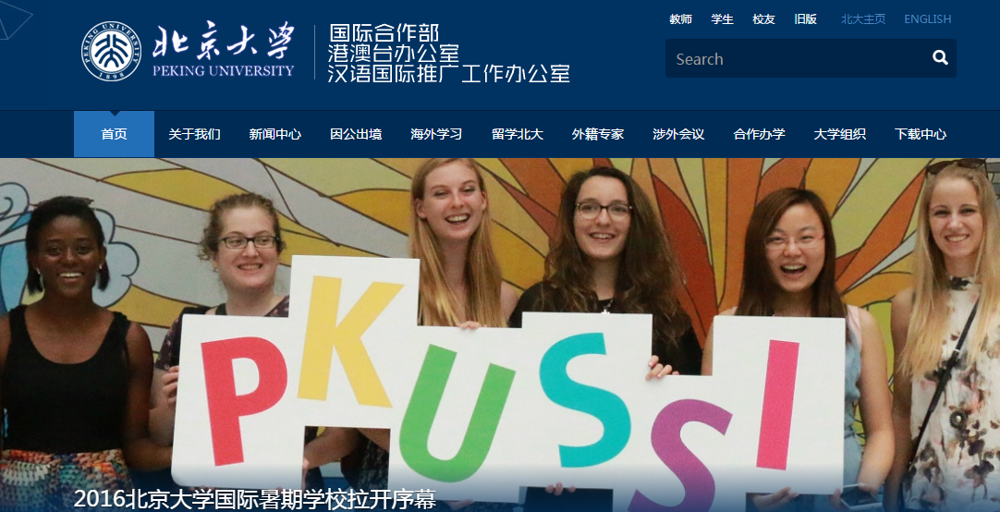 教师 学生 校友 旧版 北大主页 ENGLISH
PEKING UNIVERSITY
1898
北京大学
PEKING UNIVERSITY
国际合作部
港澳台办公室
汉语国际推广工作办公室
Search
首页 关于我们 新闻中心 因公出境 海外学习 留学北大 外籍专家 涉外会议 合作办学 大学组织 下载中心
PKUSSI
2016北京大学国际暑期学校拉开序幕